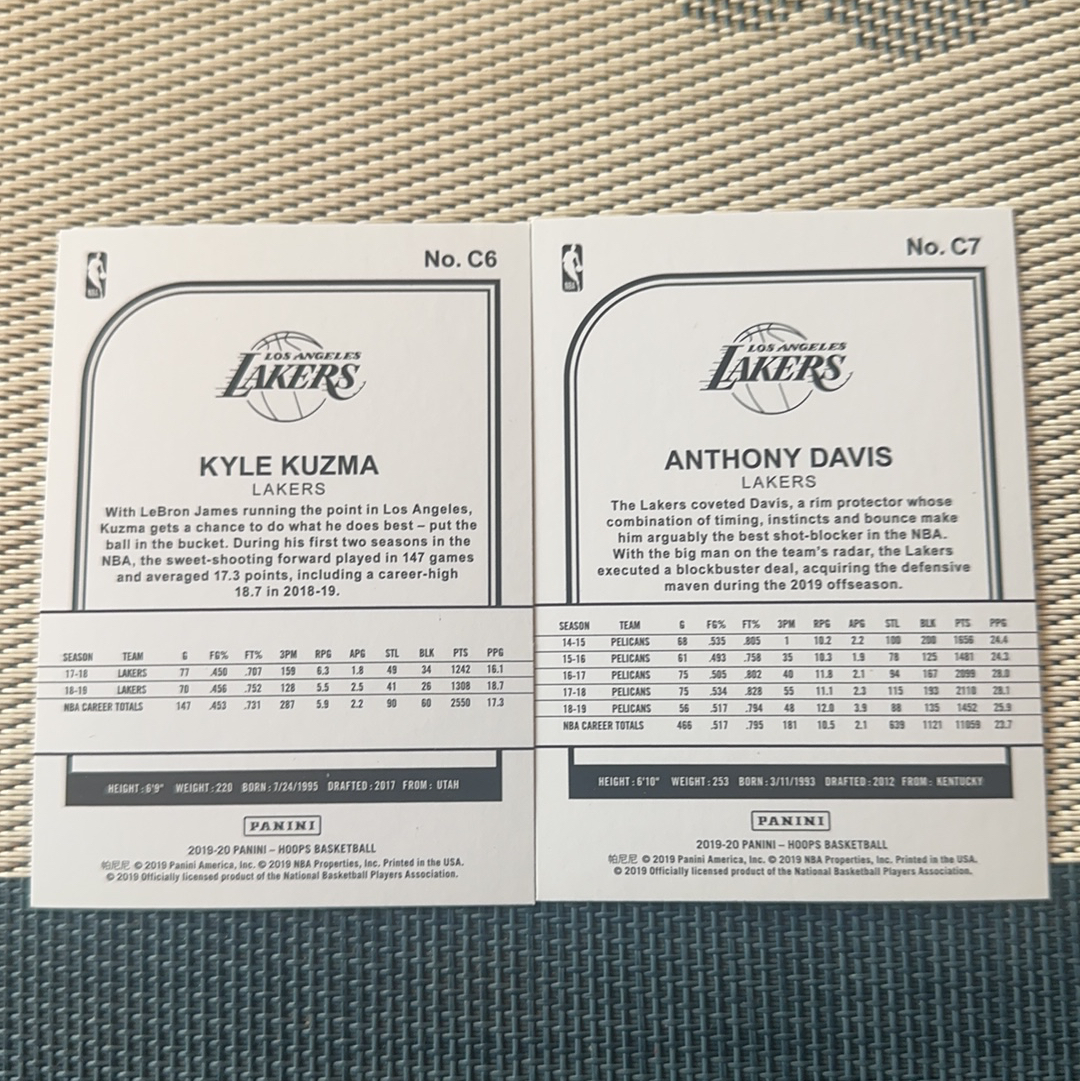 No. C6
LOS ANGELES
LAKERS
KYLE KUZMA
LAKERS
With LeBron James running the point in Los Angeles,
Kuzma gets a chance to do what he does best – put the
ball in the bucket. During his first two seasons in the
NBA, the sweet-shooting forward played in 147 games
and averaged 17.3 points, including a career-high
18.7 in 2018-19.
SEASON TEAM G FG% FT% 3PM RPG APG STL BLK PTS PPG
17-18 LAKERS 77 .450 .707 159 6.3 1.8 49 34 1242 16.1
18-19 LAKERS 70 .456 .752 128 5.5 2.5 41 26 1308 18.7
NBA CAREER TOTALS 147 .453 .731 287 5.9 2.2 90 60 2550 17.3
HEIGHT: 6'9" WEIGHT: 220 BORN: 7/24/1995 DRAFTED: 2017 FROM: UTAH
PANINI
2019-20 PANINI – HOOPS BASKETBALL
帕尼尼 © 2019 Panini America, Inc. © 2019 NBA Properties, Inc. Printed in the USA.
© 2019 Officially licensed product of the National Basketball Players Association.
No. C7
LOS ANGELES
LAKERS
ANTHONY DAVIS
LAKERS
The Lakers coveted Davis, a rim protector whose
combination of timing, instincts and bounce make
him arguably the best shot-blocker in the NBA.
With the big man on the team's radar, the Lakers
executed a blockbuster deal, acquiring the defensive
maven during the 2019 offseason.
SEASON TEAM G FG% FT% 3PM RPG APG STL BLK PTS PPG
14-15 PELICANS 68 .535 .805 1 10.2 2.2 100 200 1656 24.4
15-16 PELICANS 61 .493 .758 35 10.3 1.9 78 125 1481 24.3
16-17 PELICANS 75 .505 .802 40 11.8 2.1 94 167 2099 28.0
17-18 PELICANS 75 .534 .828 55 11.1 2.3 115 193 2110 28.1
18-19 PELICANS 56 .517 .794 48 12.0 3.9 88 135 1452 25.9
NBA CAREER TOTALS 466 .517 .795 181 10.5 2.1 639 1121 11059 23.7
HEIGHT: 6'10" WEIGHT: 253 BORN: 3/11/1993 DRAFTED: 2012 FROM: KENTUCKY
PANINI
2019-20 PANINI – HOOPS BASKETBALL
帕尼尼 © 2019 Panini America, Inc. © 2019 NBA Properties, Inc. Printed in the USA.
© 2019 Officially licensed product of the National Basketball Players Association.